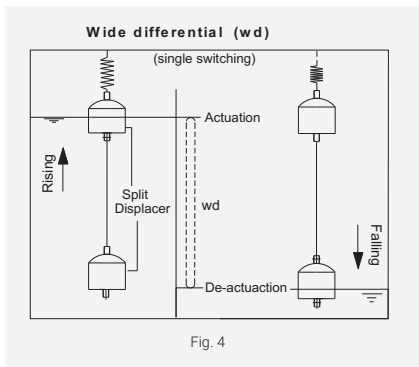 Wide differential (wd)
(single switching)
Actuation
Rising
Split
Displacer
wd
Falling
De-actuaction
Fig. 4